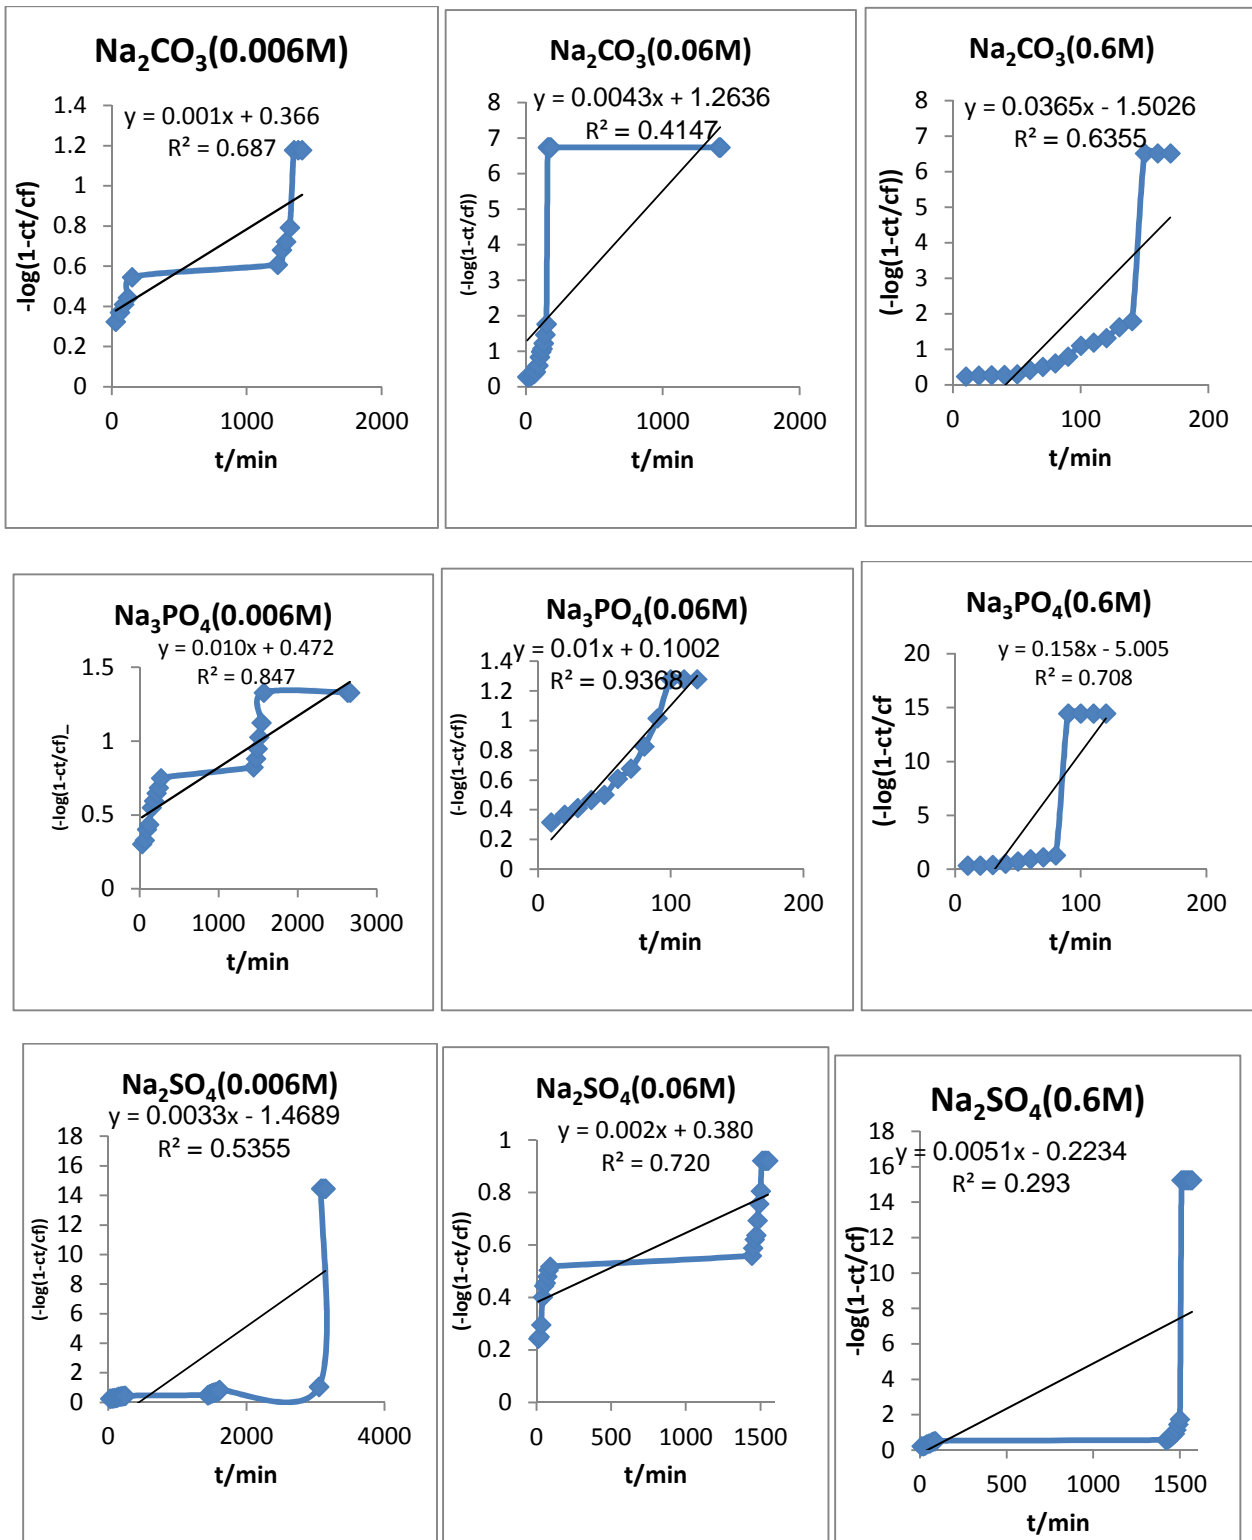 Na₂CO₃(0.006M)
y = 0.001x + 0.366
R² = 0.687
-log(1-ct/cf)
1.4
1.2
1
0.8
0.6
0.4
0.2
0
0 1000 2000
t/min
Na₂CO₃(0.06M)
y = 0.0043x + 1.2636
R² = 0.4147
(-log(1-ct/cf))
8
7
6
5
4
3
2
1
0
0 1000 2000
t/min
Na₂CO₃(0.6M)
y = 0.0365x - 1.5026
R² = 0.6355
(-log(1-ct/cf))
8
7
6
5
4
3
2
1
0
0 100 200
t/min
Na₃PO₄(0.006M)
y = 0.010x + 0.472
R² = 0.847
(-log(1-ct/cf)_
1.5
1
0.5
0
0 1000 2000 3000
t/min
Na₃PO₄(0.06M)
y = 0.01x + 0.1002
R² = 0.9368
(-log(1-ct/cf))
1.4
1.2
1
0.8
0.6
0.4
0.2
0
0 100 200
t/min
Na₃PO₄(0.6M)
y = 0.158x - 5.005
R² = 0.708
(-log(1-ct/cf
20
15
10
5
0
0 100 200
t/min
Na₂SO₄(0.006M)
y = 0.0033x - 1.4689
R² = 0.5355
(-log(1-ct/cf))
18
16
14
12
10
8
6
4
2
0
0 2000 4000
t/min
Na₂SO₄(0.06M)
y = 0.002x + 0.380
R² = 0.720
(-log(1-ct/cf))
1
0.8
0.6
0.4
0.2
0
0 500 1000 1500
t/min
Na₂SO₄(0.6M)
y = 0.0051x - 0.2234
R² = 0.293
-log(1-ct/cf)
18
16
14
12
10
8
6
4
2
0
0 500 1000 1500
t/min